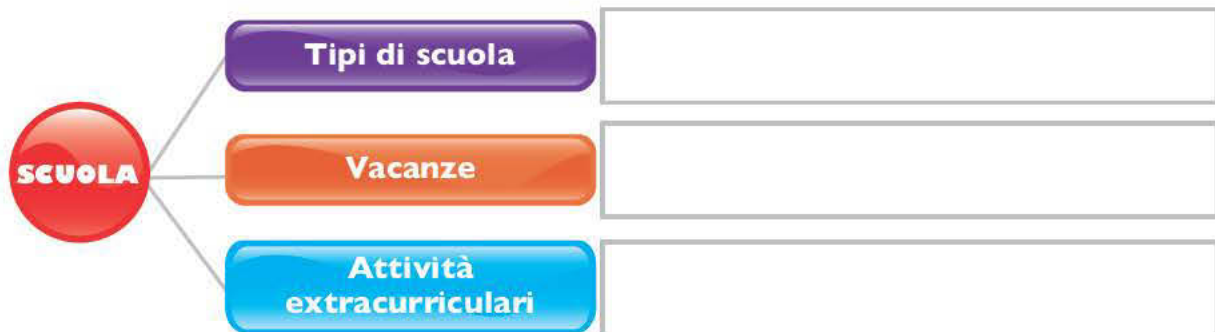 SCUOLA
Tipi di scuola
Vacanze
Attività
extracurriculari